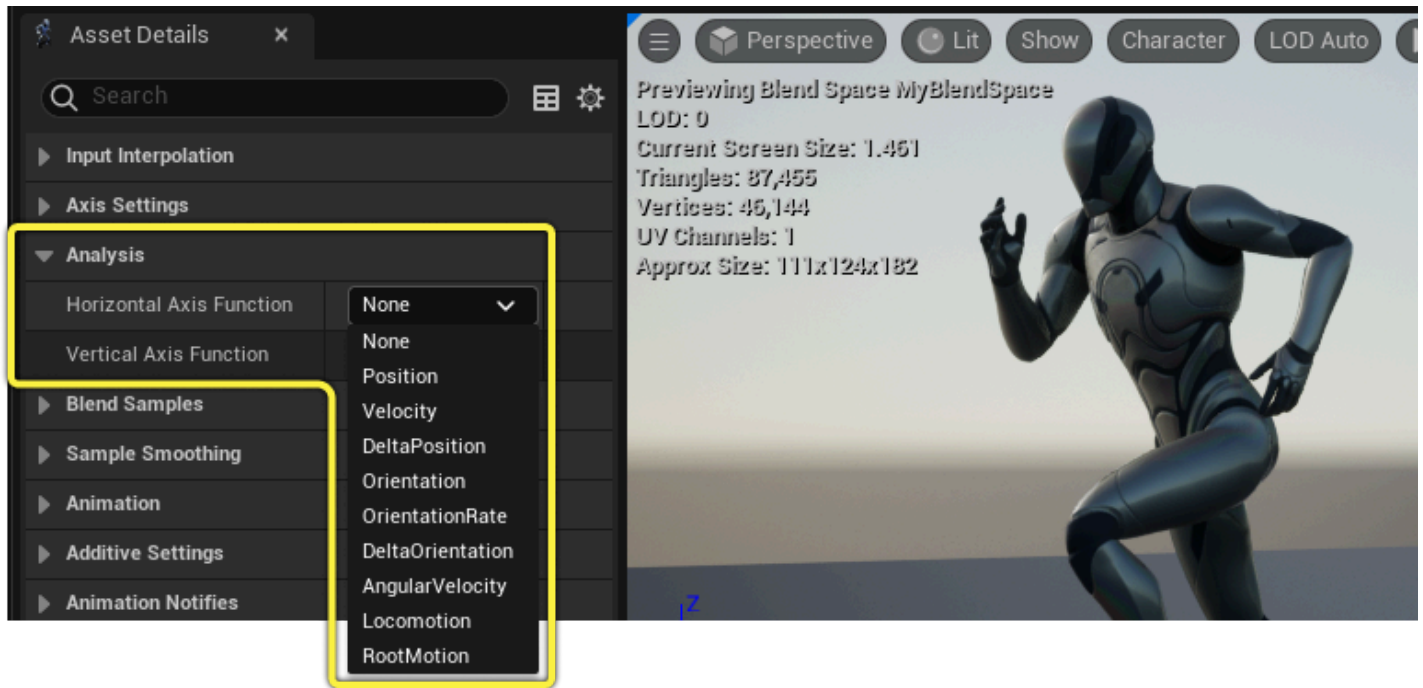 Asset Details
Search
Input Interpolation
Axis Settings
Analysis
Horizontal Axis Function
None
Vertical Axis Function
None
Position
Velocity
DeltaPosition
Orientation
OrientationRate
DeltaOrientation
AngularVelocity
Locomotion
RootMotion
Blend Samples
Sample Smoothing
Animation
Additive Settings
Animation Notifies
Perspective
Lit
Show
Character
LOD Auto
Previewing Blend Space MyBlendSpace
LOD: 0
Current Screen Size: 1.461
Triangles: 87,455
Vertices: 46,144
UV Channels: 1
Approx Size: 111x124x182
Z